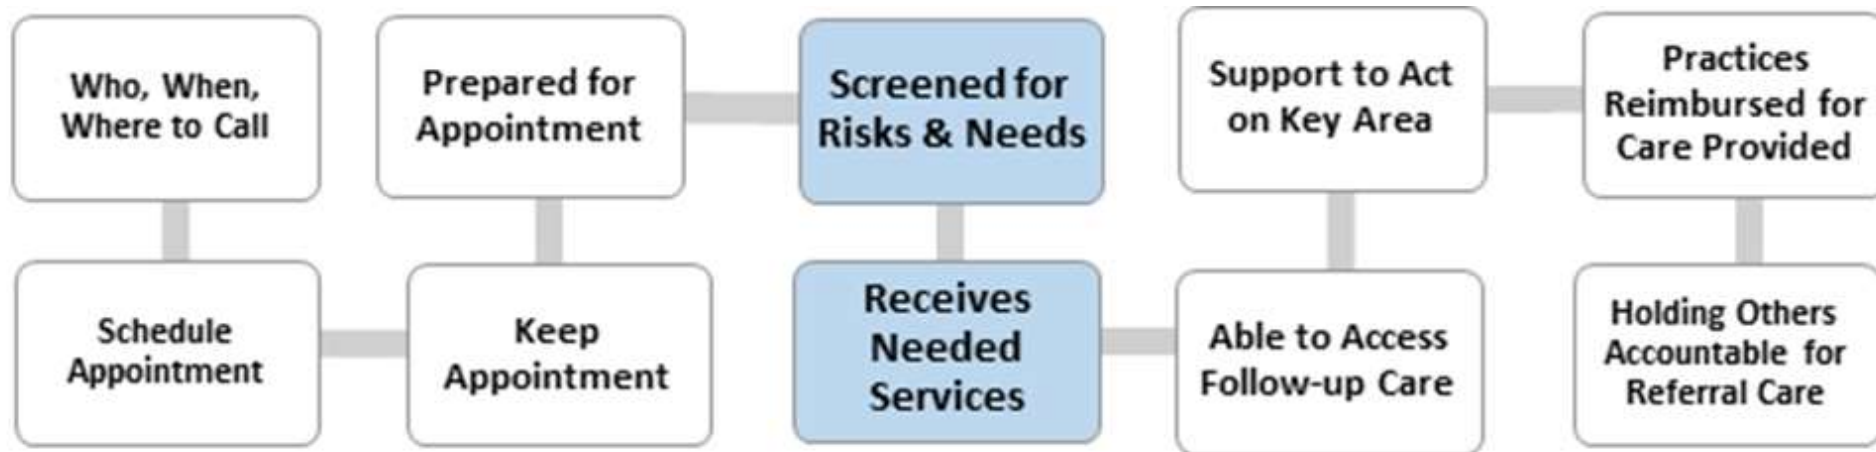 Who, When,
Where to Call
Schedule
Appointment
Keep
Appointment
Prepared for
Appointment
Screened for
Risks & Needs
Receives
Needed
Services
Able to Access
Follow-up Care
Support to Act
on Key Area
Practices
Reimbursed for
Care Provided
Holding Others
Accountable for
Referral Care